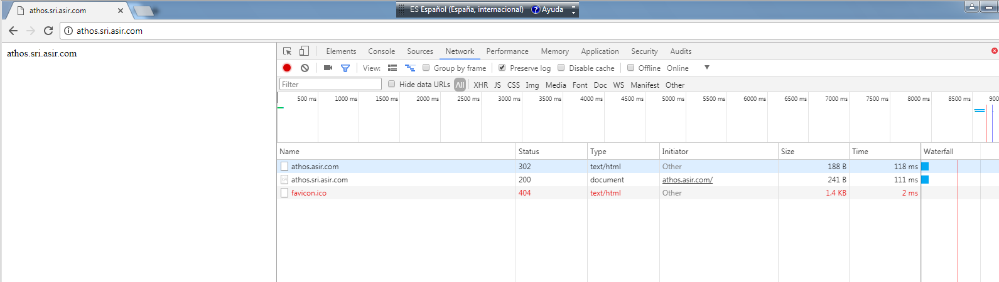 athos.sri.asir.com
ES Español (España, internacional) Ayuda
athos.sri.asir.com
athos.sri.asir.com
Elements Console Sources Network Performance Memory Application Security Audits
View: Group by frame Preserve log Disable cache Offline Online
Filter Hide data URLs All XHR JS CSS Img Media Font Doc WS Manifest Other
500 ms 1000 ms 1500 ms 2000 ms 2500 ms 3000 ms 3500 ms 4000 ms 4500 ms 5000 ms 5500 ms 6000 ms 6500 ms 7000 ms 7500 ms 8000 ms 8500 ms 900
Name Status Type Initiator Size Time Waterfall
athos.asir.com 302 text/html Other 188 B 118 ms
athos.sri.asir.com 200 document athos.asir.com/ 241 B 111 ms
favicon.ico 404 text/html Other 1.4 KB 2 ms